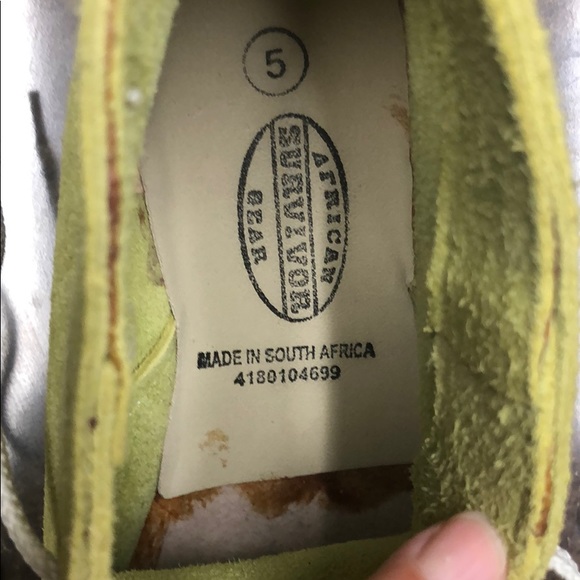 5
AFRICAN
SURVIVOR
GEAR
MADE IN SOUTH AFRICA
4180104699